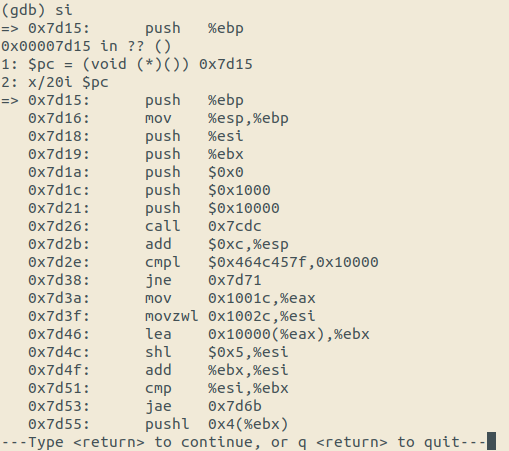 (gdb) si
=> 0x7d15:      push   %ebp
0x00007d15 in ?? ()
1: $pc = (void (*)()) 0x7d15
2: x/20i $pc
=> 0x7d15:      push   %ebp
   0x7d16:      mov    %esp,%ebp
   0x7d18:      push   %esi
   0x7d19:      push   %ebx
   0x7d1a:      push   $0x0
   0x7d1c:      push   $0x1000
   0x7d21:      push   $0x10000
   0x7d26:      call   0x7cdc
   0x7d2b:      add    $0xc,%esp
   0x7d2e:      cmpl   $0x464c457f,0x10000
   0x7d38:      jne    0x7d71
   0x7d3a:      mov    0x1001c,%eax
   0x7d3f:      movzwl 0x1002c,%esi
   0x7d46:      lea    0x10000(%eax),%ebx
   0x7d4c:      shl    $0x5,%esi
   0x7d4f:      add    %ebx,%esi
   0x7d51:      cmp    %esi,%ebx
   0x7d53:      jae    0x7d6b
   0x7d55:      pushl  0x4(%ebx)
---Type <return> to continue, or q <return> to quit---